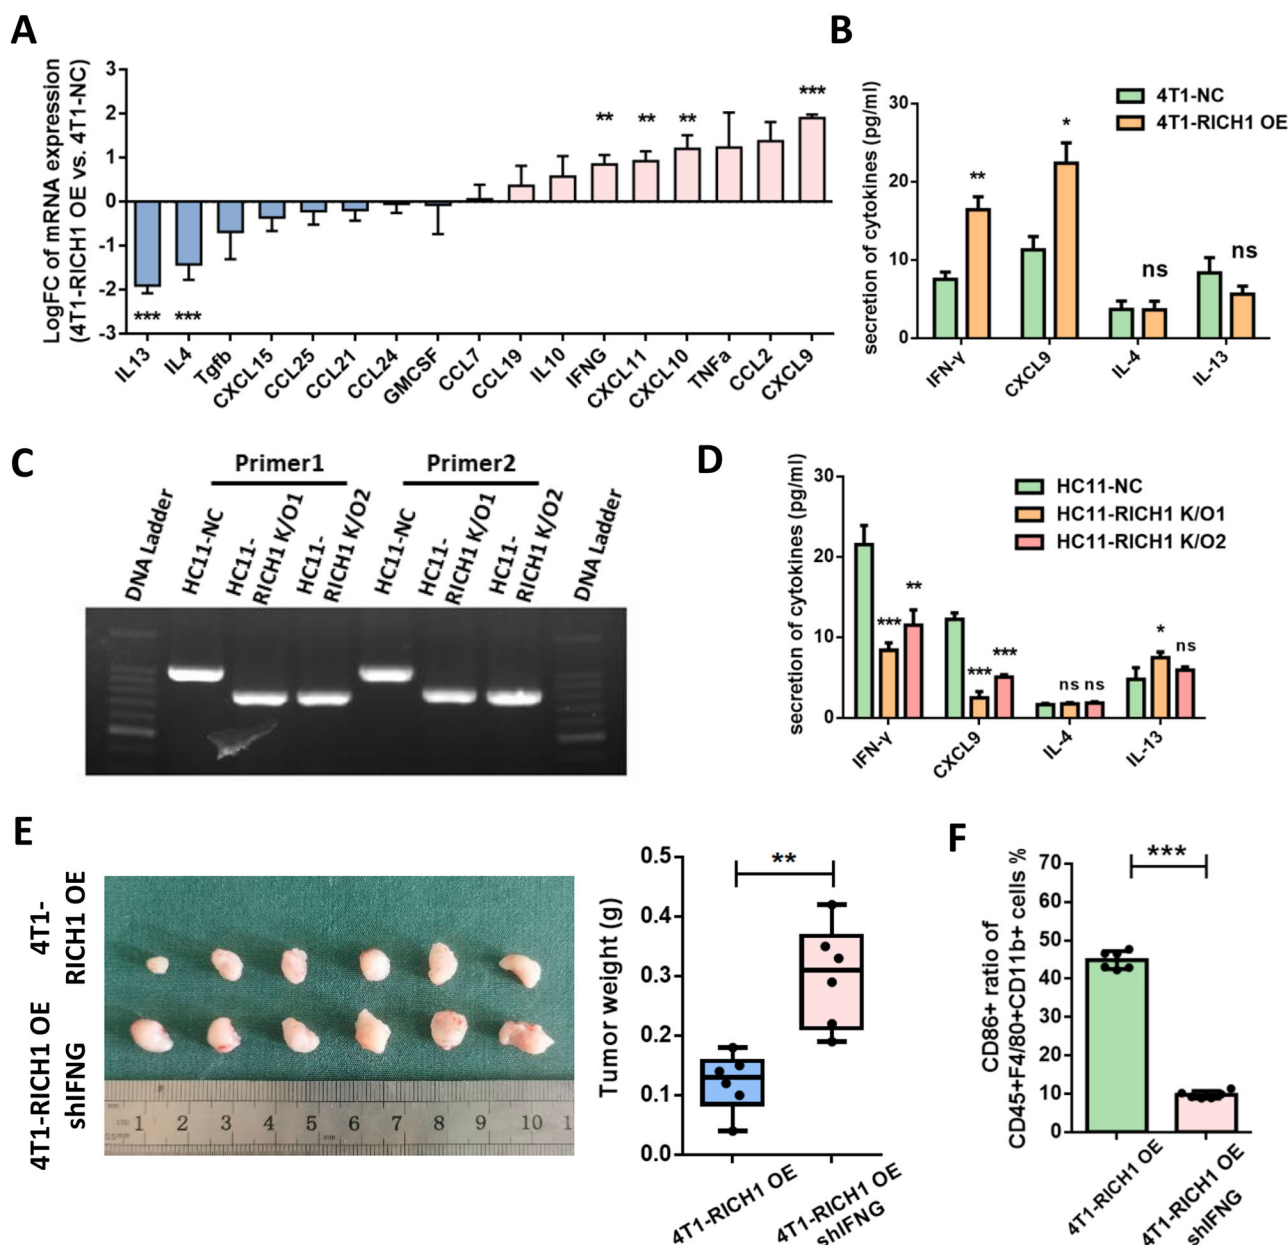 A
LogFC of mRNA expression
(4T1-RICH1 OE vs. 4T1-NC)
3
2
1
0
-1
-2
-3
*** *** ** ** ** ***
IL13 IL4 Tgfb CXCL15 CCL25 CCL21 CCL24 GMCSF CCL7 CCL19 IL10 IFNG CXCL11 CXCL10 TNFa CCL2 CXCL9
B
secretion of cytokines (pg/ml)
30
20
10
0
4T1-NC
4T1-RICH1 OE
** * ns ns
IFN-γ CXCL9 IL-4 IL-13
C
Primer1 Primer2
DNA Ladder
HC11-NC
HC11-
RICH1 K/O1
HC11-
RICH1 K/O2
HC11-NC
HC11-
RICH1 K/O1
HC11-
RICH1 K/O2
DNA Ladder
D
secretion of cytokines (pg/ml)
30
20
10
0
HC11-NC
HC11-RICH1 K/O1
HC11-RICH1 K/O2
*** ** *** *** ns ns * ns
IFN-γ CXCL9 IL-4 IL-13
E
4T1-
RICH1 OE
4T1-RICH1 OE
shIFNG
1 2 3 4 5 6 7 8 9 10 1
Tumor weight (g)
0.5
0.4
0.3
0.2
0.1
0.0
**
4T1-RICH1 OE
4T1-RICH1 OE
shIFNG
F
CD86+ ratio of
CD45+F4/80+CD11b+ cells %
70
60
50
40
30
20
10
0
***
4T1-RICH1 OE
4T1-RICH1 OE
shIFNG